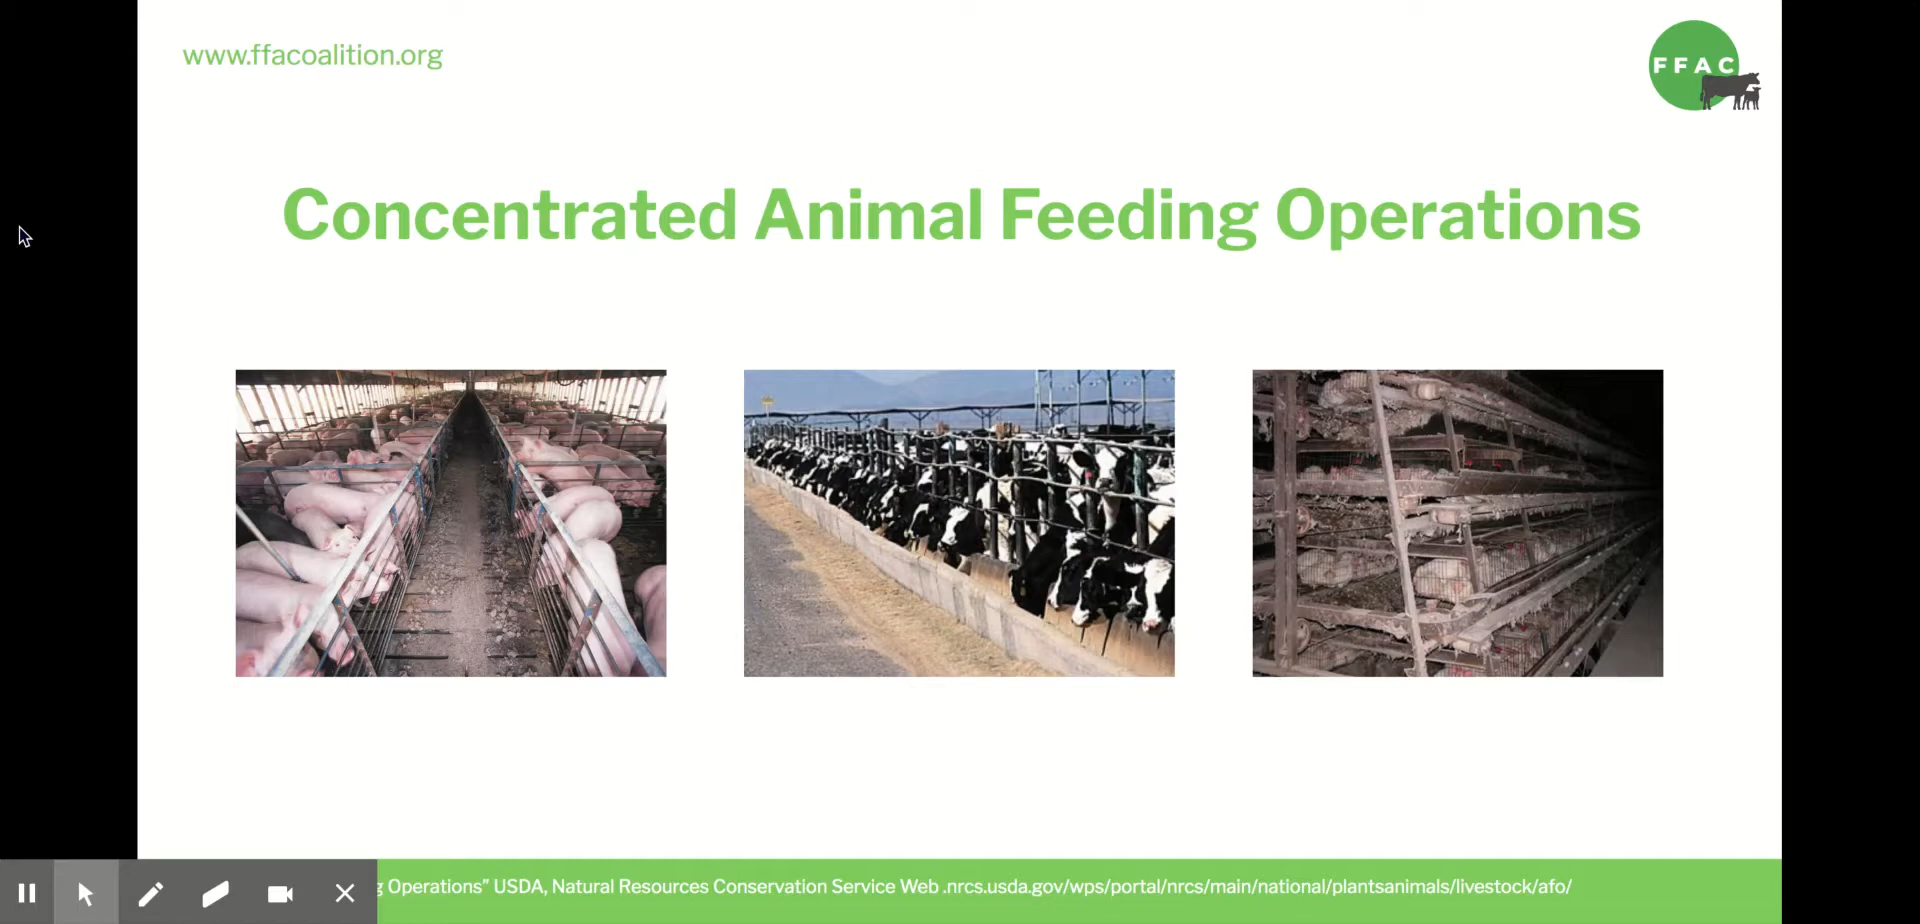 www.ffacoalition.org
FFAC
Concentrated Animal Feeding Operations
Operations” USDA, Natural Resources Conservation Service Web .nrcs.usda.gov/wps/portal/nrcs/main/national/plantsanimals/livestock/afo/